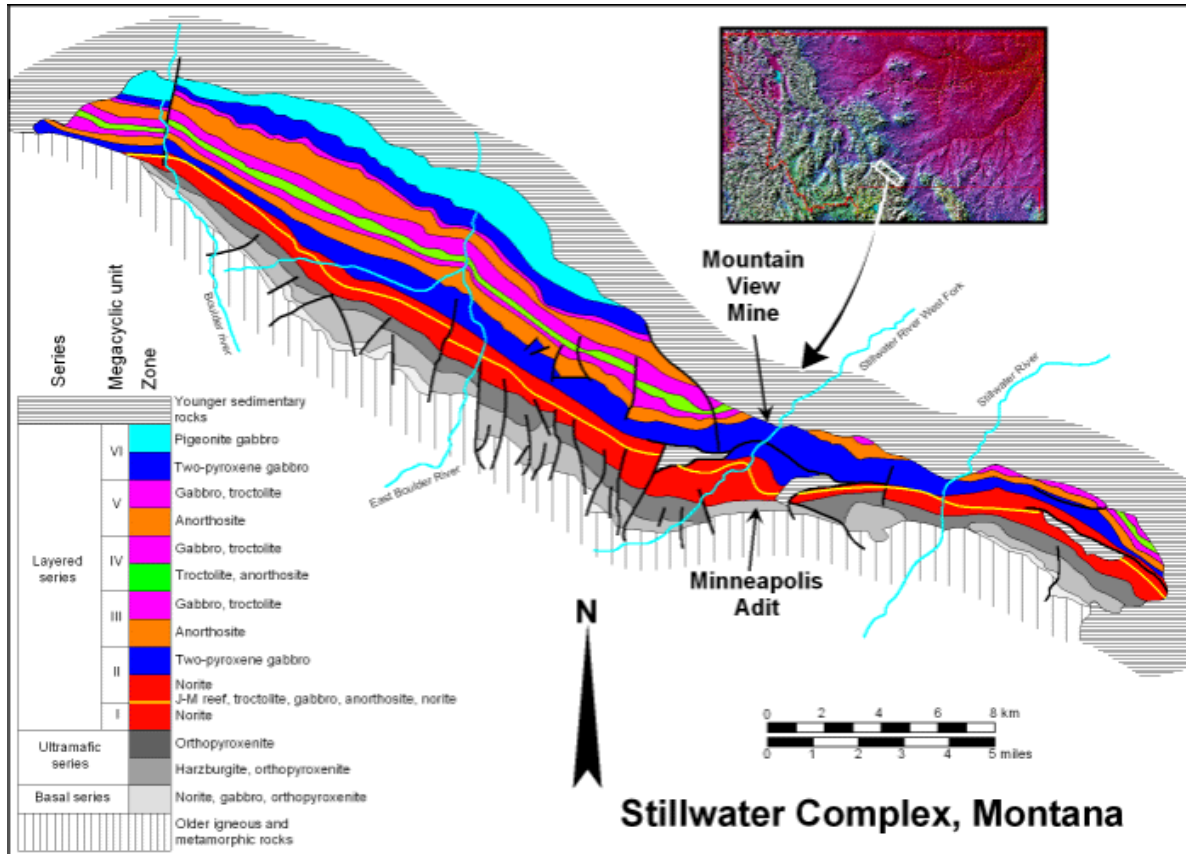 Mountain
View
Mine
Stillwater River West Fork
Stillwater River
Boulder river
East Boulder River
Minneapolis
Adit
N
Series
Megacyclic unit
Zone
Younger sedimentary
rocks
VI
Pigeonite gabbro
Two-pyroxene gabbro
V
Gabbro, troctolite
Anorthosite
Layered
series
IV
Gabbro, troctolite
Troctolite, anorthosite
III
Gabbro, troctolite
Anorthosite
II
Two-pyroxene gabbro
Norite
J-M reef, troctolite, gabbro, anorthosite, norite
I
Norite
Ultramafic
series
Orthopyroxenite
Harzburgite, orthopyroxenite
Basal series
Norite, gabbro, orthopyroxenite
Older igneous and
metamorphic rocks
0 2 4 6 8 km
0 1 2 3 4 5 miles
Stillwater Complex, Montana